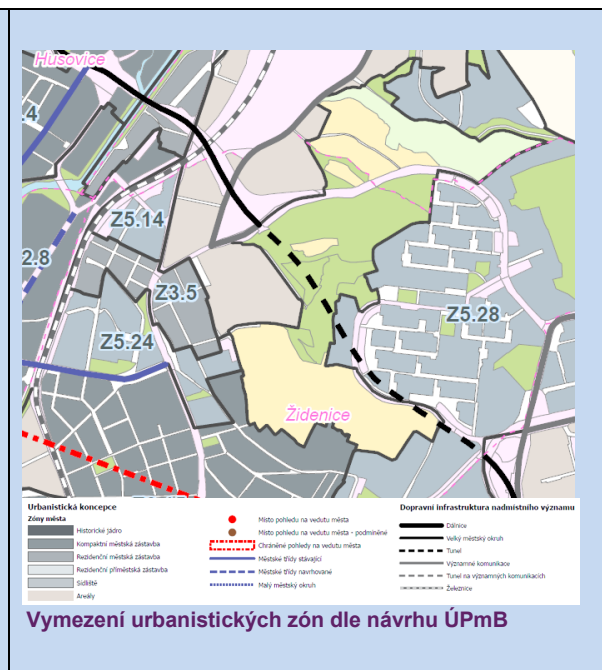 Husovice
.4
Z5.14
2.8
Z3.5
Z5.28
Z5.24
Židenice
Urbanistická koncepce
Zóny města
Historické jádro
Kompaktní městská zástavba
Rezidenční městská zástavba
Rezidenční příměstská zástavba
Sídliště
Areály
Místo pohledu na vedutu města
Místo pohledu na vedutu města - podmíněné
Chráněné pohledy na vedutu města
Městské třídy stávající
Městské třídy navrhované
Malý městský okruh
Dopravní infrastruktura nadmístního významu
Dálnice
Velký městský okruh
Tunel
Významné komunikace
Tunel na významných komunikacích
Železnice
Vymezení urbanistických zón dle návrhu ÚPmB